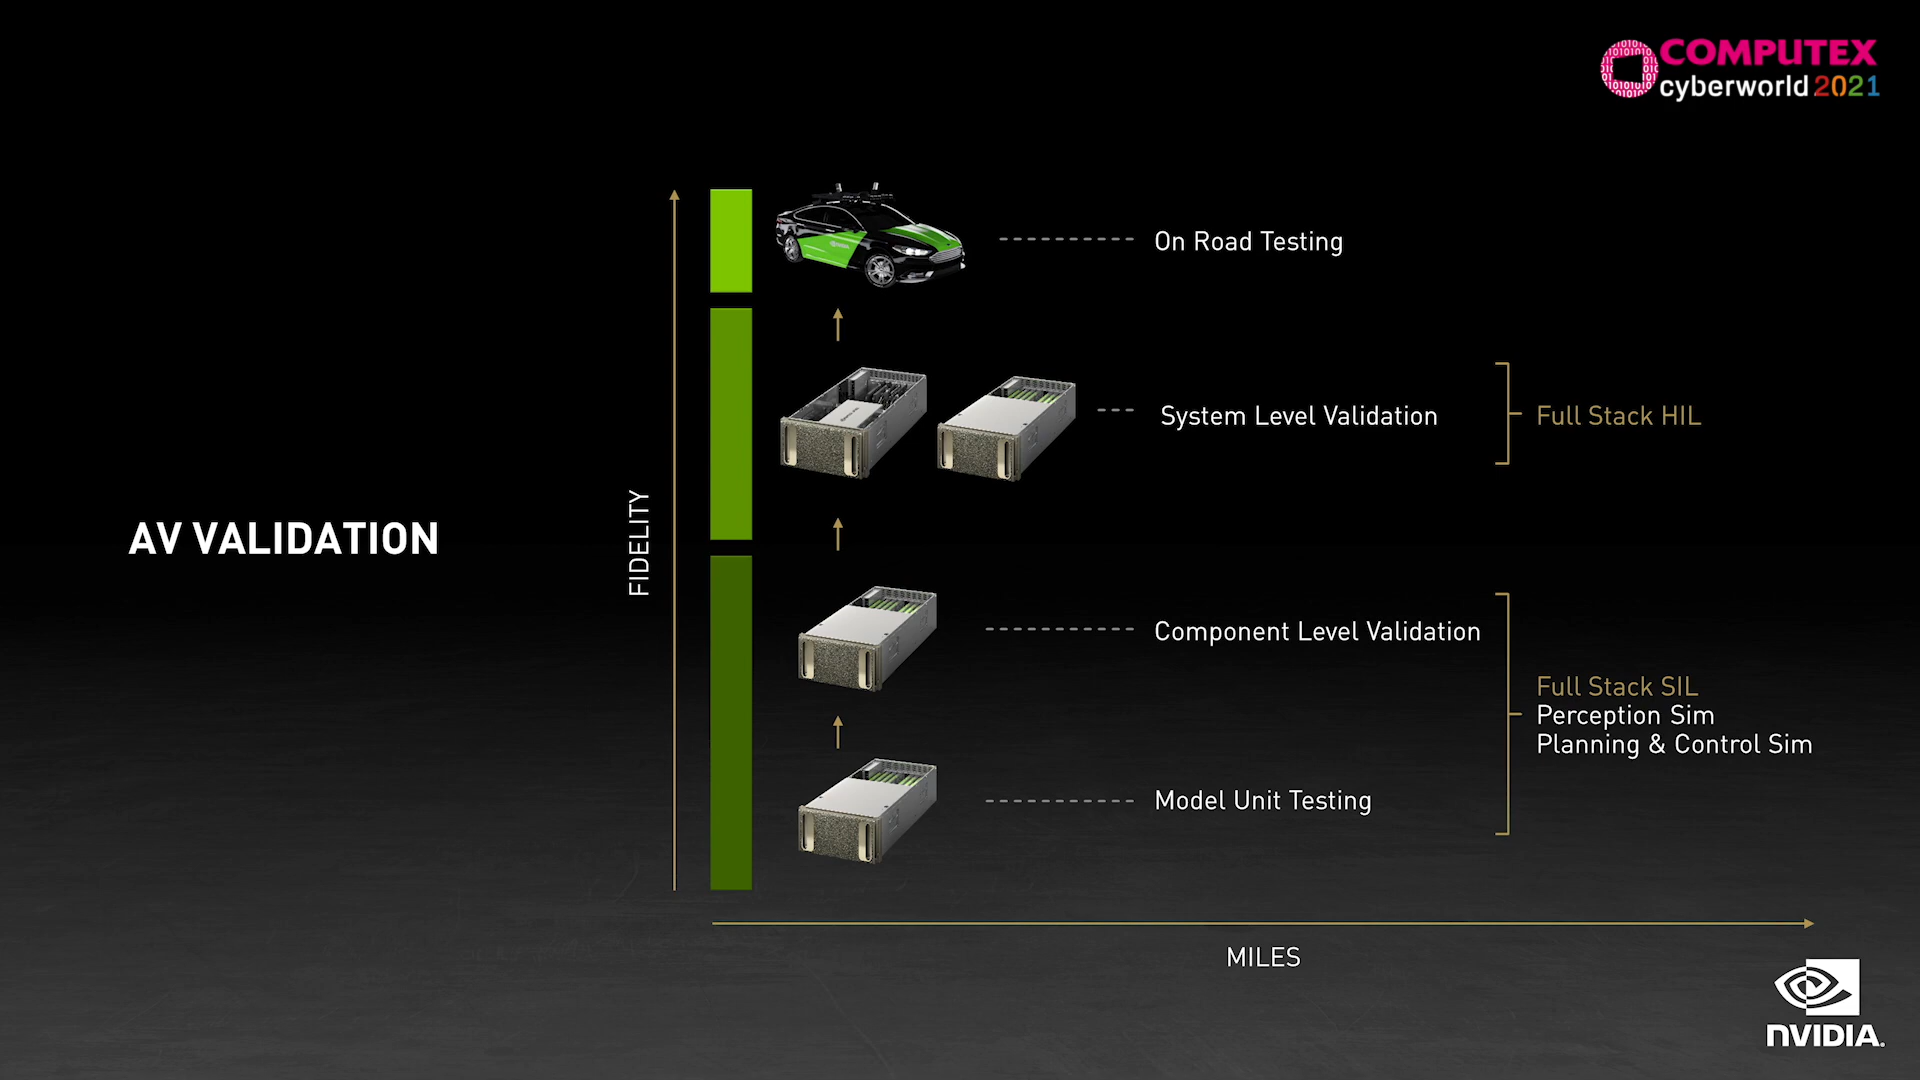 COMPUTEX
cyberworld 2021
AV VALIDATION
FIDELITY
On Road Testing
System Level Validation
Full Stack HIL
Component Level Validation
Full Stack SIL
Perception Sim
Planning & Control Sim
Model Unit Testing
MILES
NVIDIA.